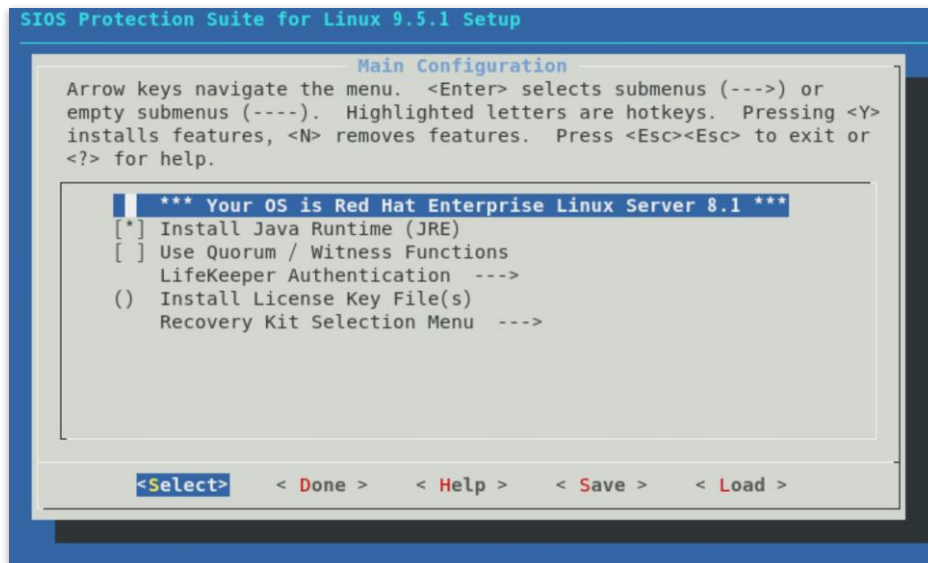 SIOS Protection Suite for Linux 9.5.1 Setup
Main Configuration
Arrow keys navigate the menu. <Enter> selects submenus (--->) or
empty submenus (----). Highlighted letters are hotkeys. Pressing <Y>
installs features, <N> removes features. Press <Esc><Esc> to exit or
<?> for help.
*** Your OS is Red Hat Enterprise Linux Server 8.1 ***
[*] Install Java Runtime (JRE)
[ ] Use Quorum / Witness Functions
LifeKeeper Authentication --->
() Install License Key File(s)
Recovery Kit Selection Menu --->
<Select> < Done > < Help > < Save > < Load >